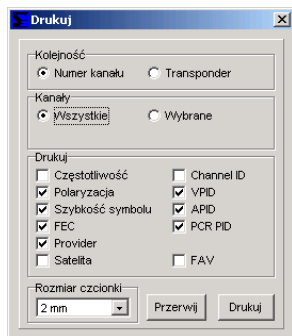 Drukuj
Kolejność
Numer kanału Transponder
Kanały
Wszystkie Wybrane
Drukuj
Częstotliwość Channel ID
Polaryzacja VPID
Szybkość symbolu APID
FEC PCR PID
Provider
Satelita FAV
Rozmiar czcionki
2 mm Przerwij Drukuj